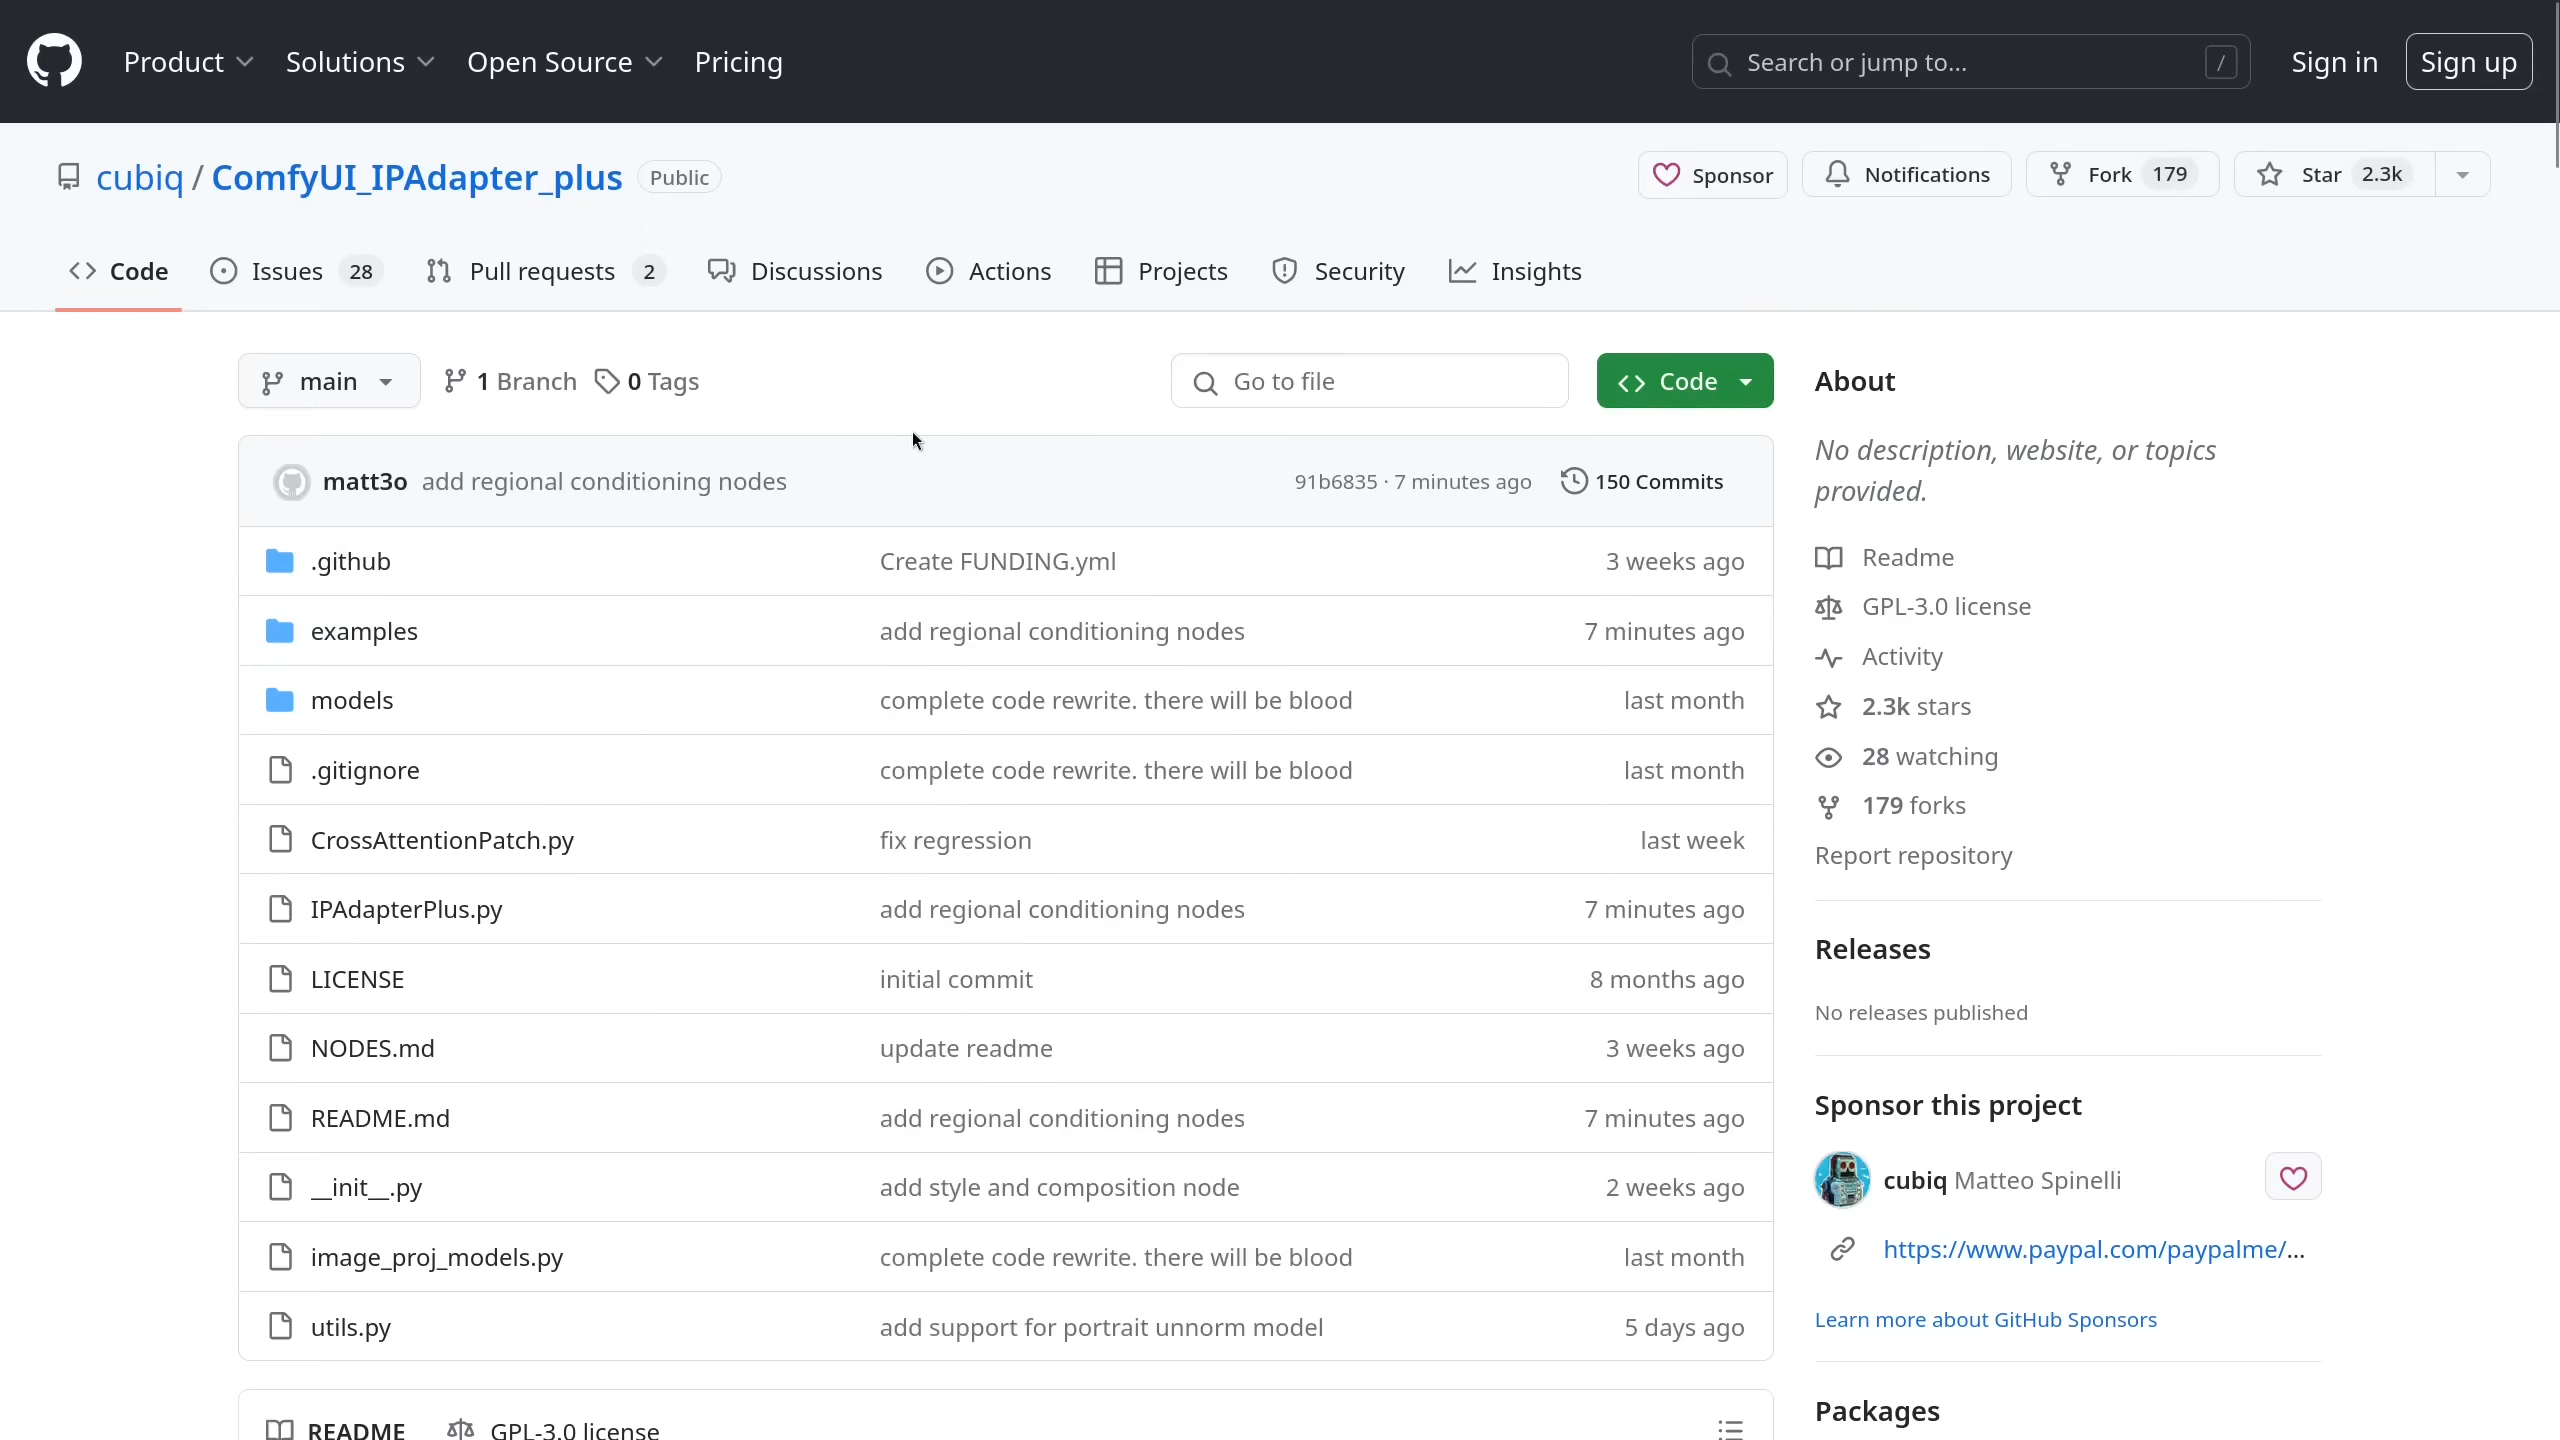 Product Solutions Open Source Pricing Search or jump to... / Sign in Sign up
cubiq / ComfyUI_IPAdapter_plus Public Sponsor Notifications Fork 179 Star 2.3k
Code Issues 28 Pull requests 2 Discussions Actions Projects Security Insights
main 1 Branch 0 Tags Go to file Code
matt3o add regional conditioning nodes 91b6835 · 7 minutes ago 150 Commits
.github Create FUNDING.yml 3 weeks ago
examples add regional conditioning nodes 7 minutes ago
models complete code rewrite. there will be blood last month
.gitignore complete code rewrite. there will be blood last month
CrossAttentionPatch.py fix regression last week
IPAdapterPlus.py add regional conditioning nodes 7 minutes ago
LICENSE initial commit 8 months ago
NODES.md update readme 3 weeks ago
README.md add regional conditioning nodes 7 minutes ago
__init__.py add style and composition node 2 weeks ago
image_proj_models.py complete code rewrite. there will be blood last month
utils.py add support for portrait unnorm model 5 days ago
README GPL-3.0 license
About
No description, website, or topics
provided.
Readme
GPL-3.0 license
Activity
2.3k stars
28 watching
179 forks
Report repository
Releases
No releases published
Sponsor this project
cubiq Matteo Spinelli
https://www.paypal.com/paypalme/...
Learn more about GitHub Sponsors
Packages